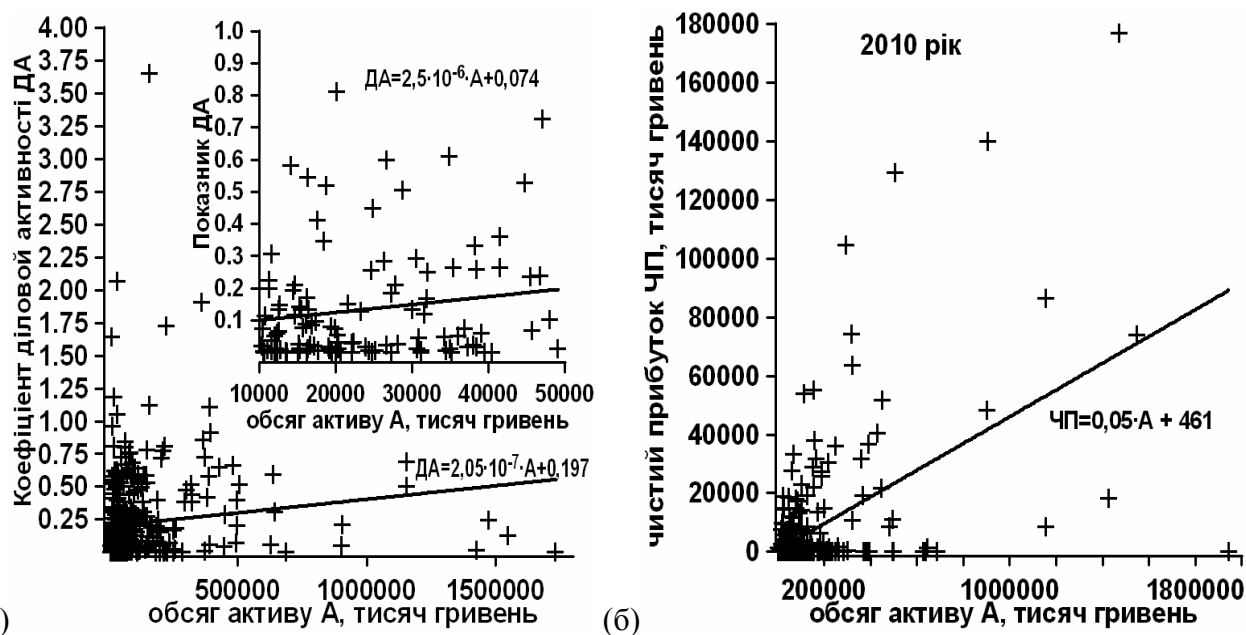 Коефіцієнт ділової активності ДА
4.00
3.75
3.50
3.25
3.00
2.75
2.50
2.25
2.00
1.75
1.50
1.25
1.00
0.75
0.50
0.25
500000 1000000 1500000
обсяг активу А, тисяч гривень
ДА=2,05·10⁻⁷·А+0,197
Показник ДА
1.0
0.9
0.8
0.7
0.6
0.5
0.4
0.3
0.2
0.1
10000 20000 30000 40000 50000
обсяг активу А, тисяч гривень
ДА=2,5·10⁻⁶·А+0,074
)
(б)
чистий прибуток ЧП, тисяч гривень
180000
160000
140000
120000
100000
80000
60000
40000
20000
0
2010 рік
ЧП=0,05·А + 461
200000 1000000 1800000
обсяг активу А, тисяч гривень